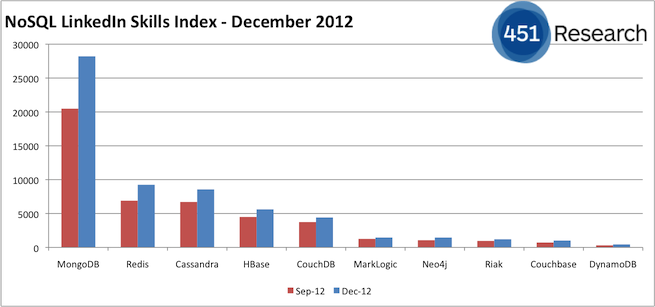 NoSQL LinkedIn Skills Index - December 2012
451 Research
30000
25000
20000
15000
10000
5000
0
MongoDB Redis Cassandra HBase CouchDB MarkLogic Neo4j Riak Couchbase DynamoDB
Sep-12 Dec-12